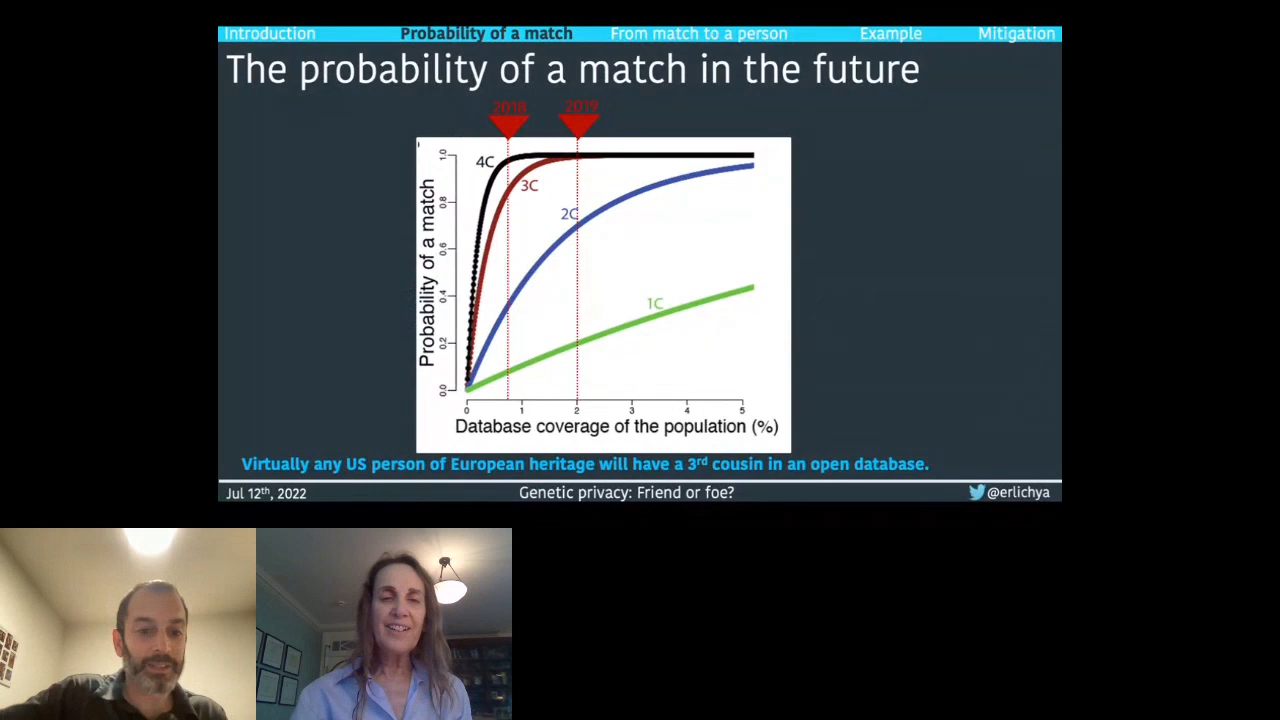 Introduction Probability of a match From match to a person Example Mitigation
The probability of a match in the future
2018 2019
Probability of a match
0.0 0.2 0.4 0.6 0.8 1.0
4C
3C
2C
1C
0 1 2 3 4 5
Database coverage of the population (%)
Virtually any US person of European heritage will have a 3rd cousin in an open database.
Jul 12th, 2022 Genetic privacy: Friend or foe? @erlichya